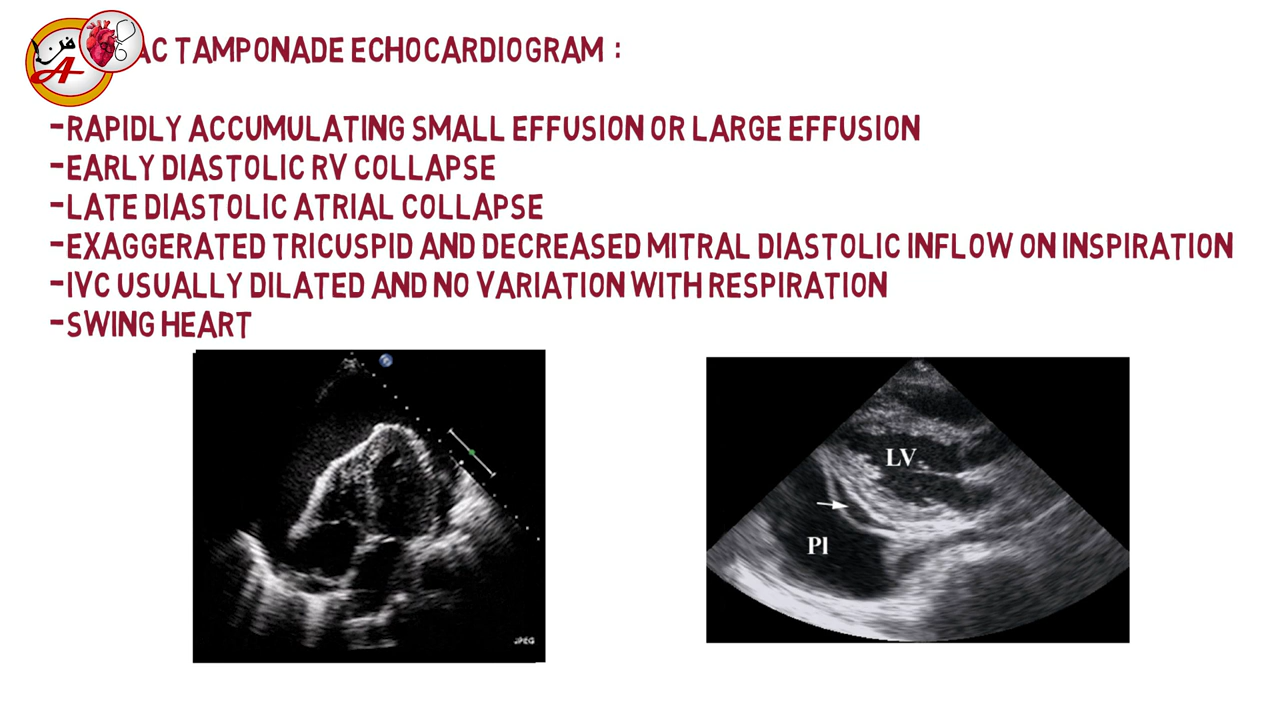 فن
A
AC TAMPONADE ECHOCARDIOGRAM :
-RAPIDLY ACCUMULATING SMALL EFFUSION OR LARGE EFFUSION
-EARLY DIASTOLIC RV COLLAPSE
-LATE DIASTOLIC ATRIAL COLLAPSE
-EXAGGERATED TRICUSPID AND DECREASED MITRAL DIASTOLIC INFLOW ON INSPIRATION
-IVC USUALLY DILATED AND NO VARIATION WITH RESPIRATION
-SWING HEART
JPEG
LV
Pl